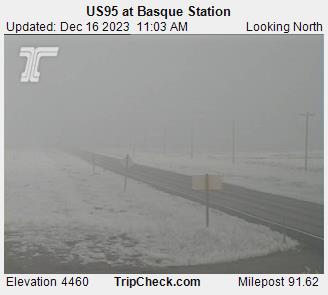 US95 at Basque Station
Updated: Dec 16 2023 11:03 AM Looking North
Elevation 4460 TripCheck.com Milepost 91.62